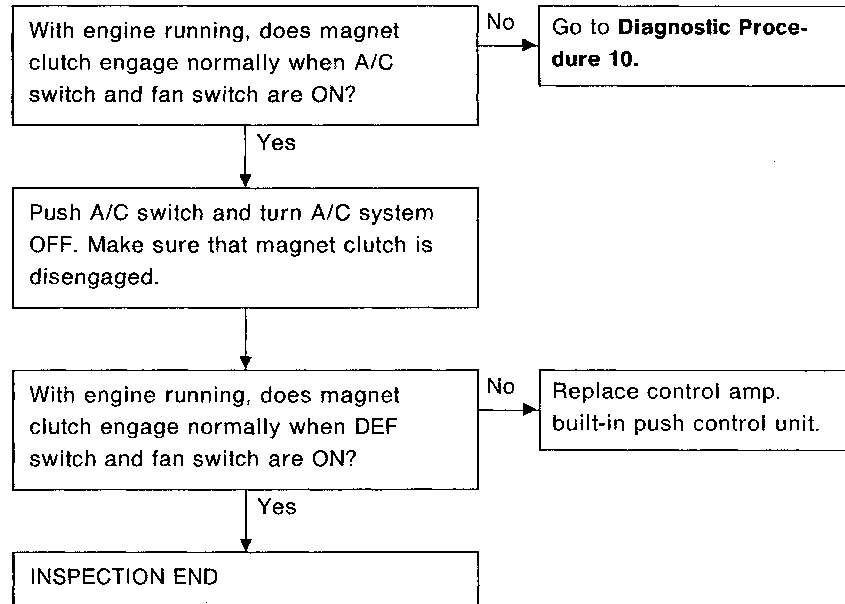 With engine running, does magnet
clutch engage normally when A/C
switch and fan switch are ON?
No
Go to Diagnostic Proce-
dure 10.
Yes
Push A/C switch and turn A/C system
OFF. Make sure that magnet clutch is
disengaged.
With engine running, does magnet
clutch engage normally when DEF
switch and fan switch are ON?
No
Replace control amp.
built-in push control unit.
Yes
INSPECTION END